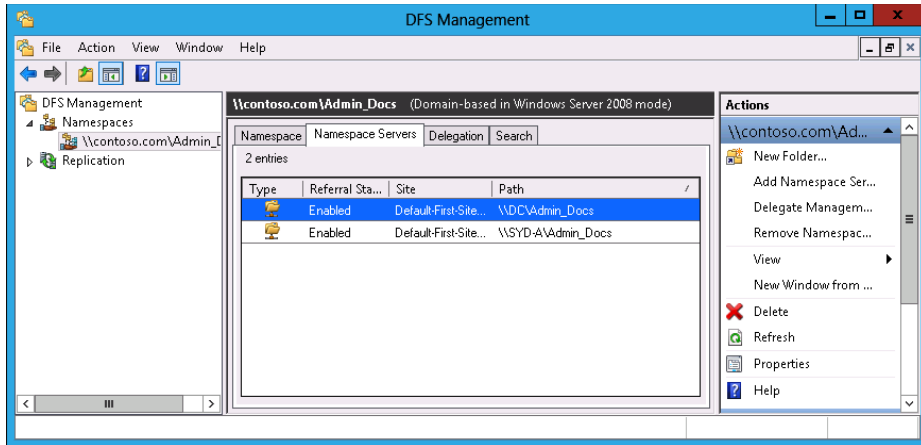 DFS Management
File Action View Window Help
DFS Management
Namespaces
\\contoso.com\Admin_D
Replication
\\contoso.com\Admin_Docs (Domain-based in Windows Server 2008 mode)
Namespace Namespace Servers Delegation Search
2 entries
Type Referral Sta... Site Path
Enabled Default-First-Site... \\DC\Admin_Docs
Enabled Default-First-Site... \\SYD-A\Admin_Docs
Actions
\\contoso.com\Ad...
New Folder...
Add Namespace Ser...
Delegate Managem...
Remove Namespac...
View
New Window from ...
Delete
Refresh
Properties
Help